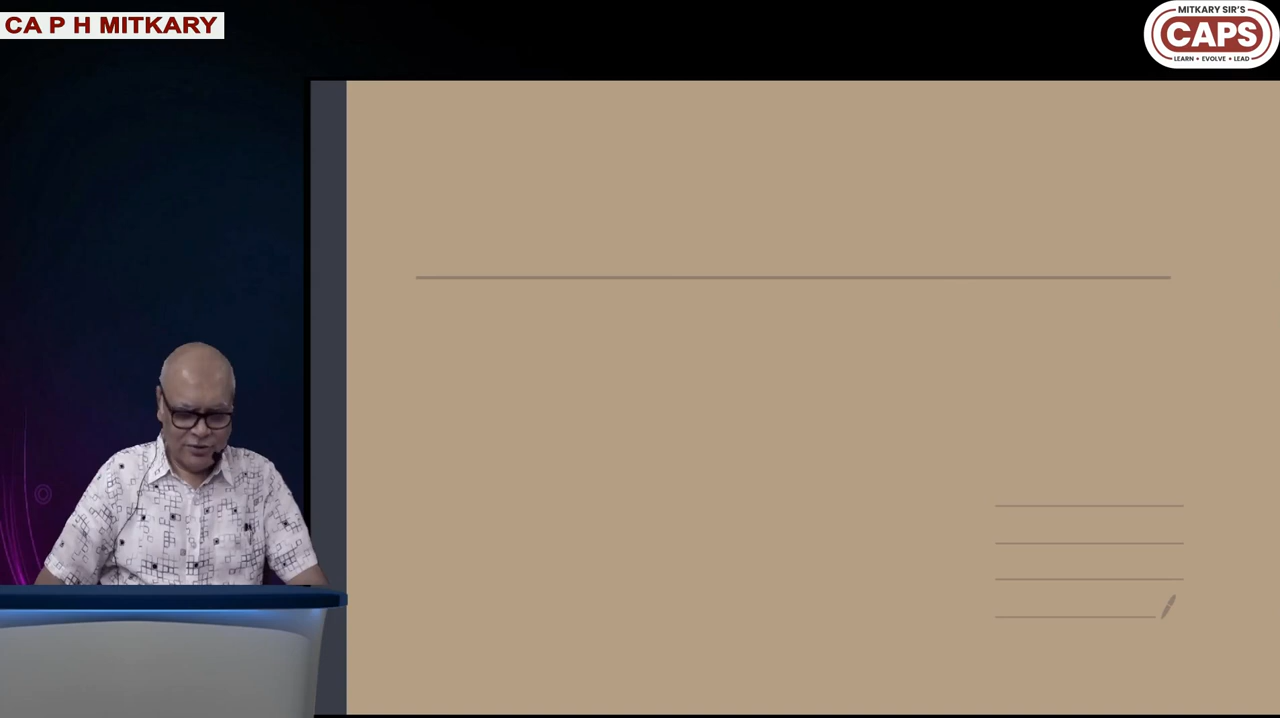 CA P H MITKARY
MITKARY SIR'S
CAPS
LEARN • EVOLVE • LEAD